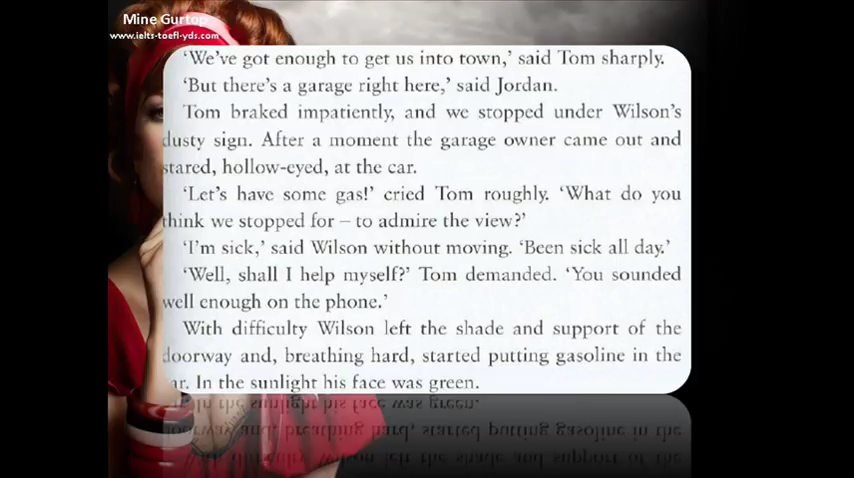 Mine Gurtop
www.ielts-toefl-yds.com
‘We’ve got enough to get us into town,’ said Tom sharply.
‘But there’s a garage right here,’ said Jordan.
Tom braked impatiently, and we stopped under Wilson’s
dusty sign. After a moment the garage owner came out and
stared, hollow-eyed, at the car.
‘Let’s have some gas!’ cried Tom roughly. ‘What do you
think we stopped for – to admire the view?’
‘I’m sick,’ said Wilson without moving. ‘Been sick all day.’
‘Well, shall I help myself?’ Tom demanded. ‘You sounded
well enough on the phone.’
With difficulty Wilson left the shade and support of the
doorway and, breathing hard, started putting gasoline in the
car. In the sunlight his face was green.